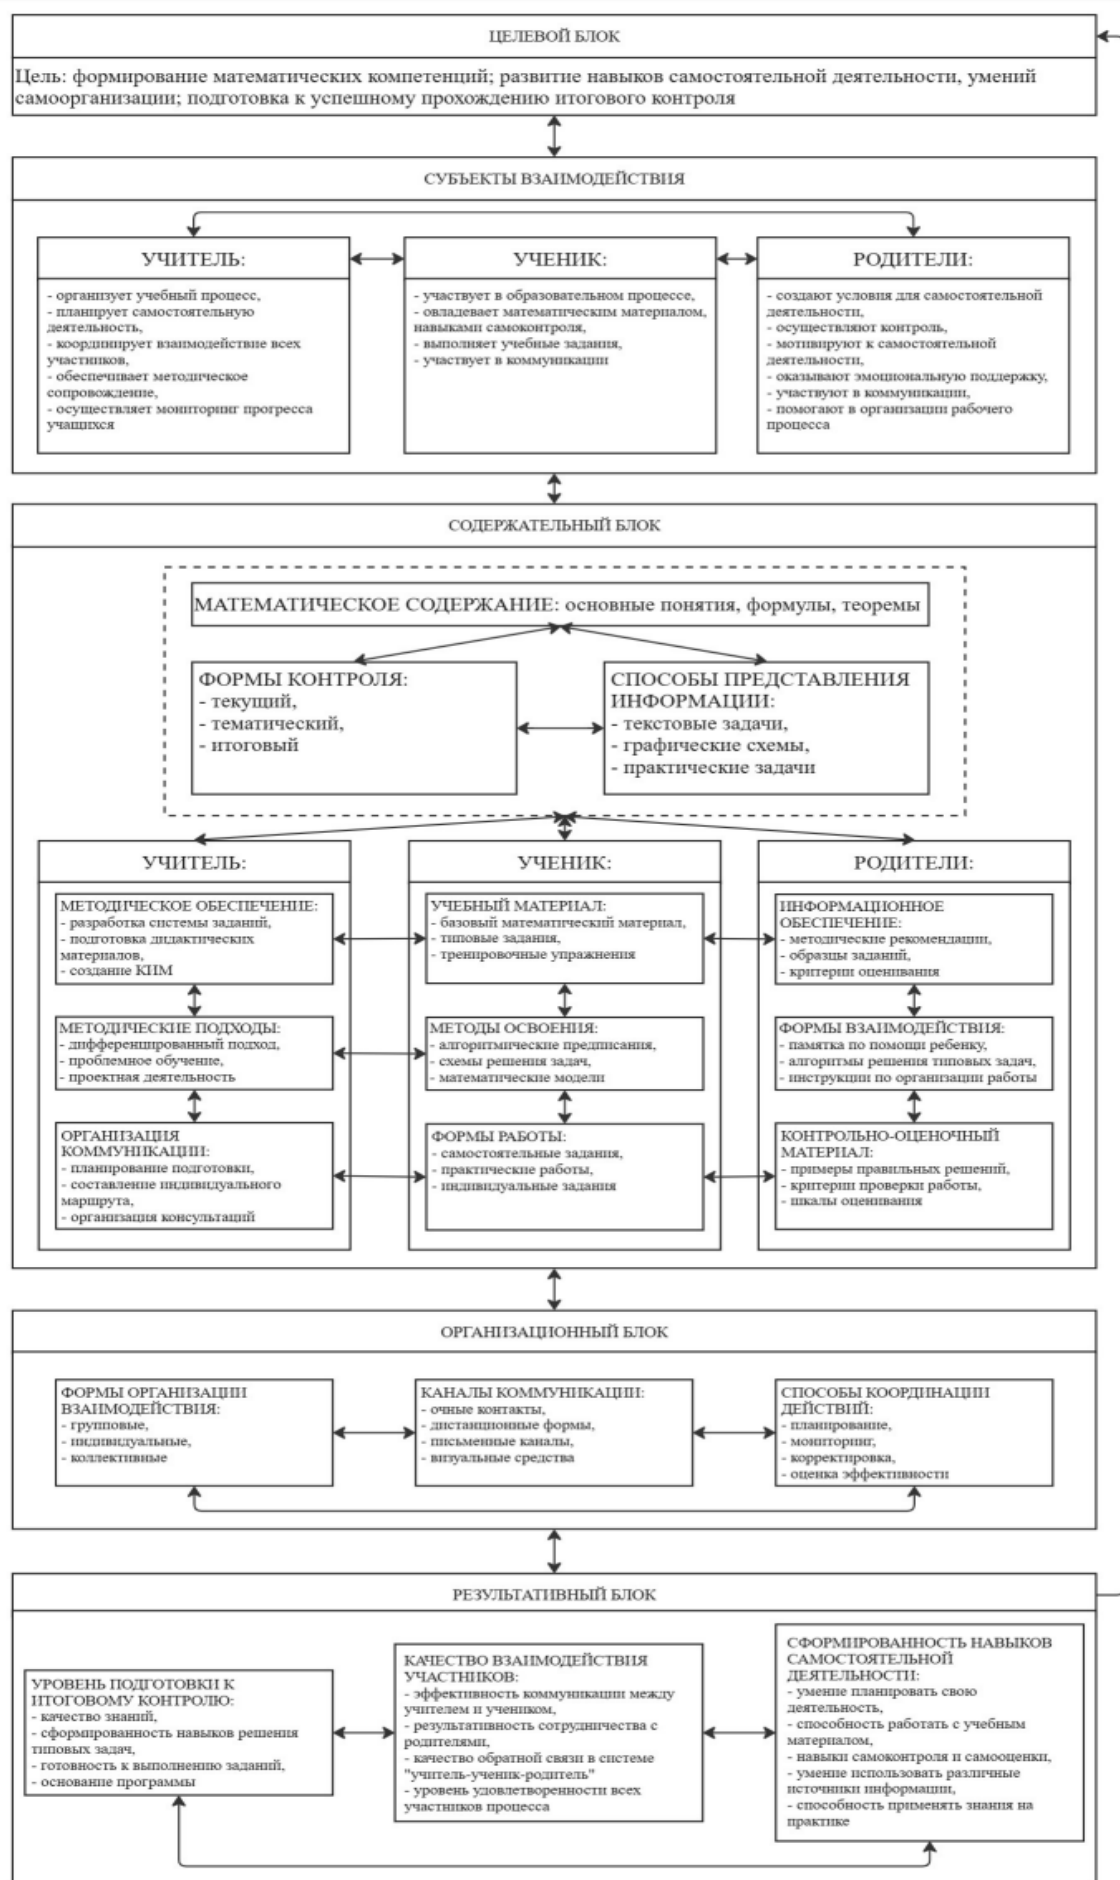 ЦЕЛЕВОЙ БЛОК
Цель: формирование математических компетенций; развитие навыков самостоятельной деятельности, умений
самоорганизации; подготовка к успешному прохождению итогового контроля
СУБЪЕКТЫ ВЗАИМОДЕЙСТВИЯ
УЧИТЕЛЬ:
- организует учебный процесс,
- планирует самостоятельную
деятельность,
- координирует взаимодействие всех
участников,
- обеспечивает методическое
сопровождение,
- осуществляет мониторинг прогресса
учащихся
УЧЕНИК:
- участвует в образовательном процессе,
- овладевает математическим материалом,
навыками самоконтроля,
- выполняет учебные задания,
- участвует в коммуникации
РОДИТЕЛИ:
- создают условия для самостоятельной
деятельности,
- осуществляют контроль,
- мотивируют к самостоятельной
деятельности,
- оказывают эмоциональную поддержку,
- участвуют в коммуникации,
- помогают в организации рабочего
процесса
СОДЕРЖАТЕЛЬНЫЙ БЛОК
МАТЕМАТИЧЕСКОЕ СОДЕРЖАНИЕ: основные понятия, формулы, теоремы
ФОРМЫ КОНТРОЛЯ:
- текущий,
- тематический,
- итоговый
СПОСОБЫ ПРЕДСТАВЛЕНИЯ
ИНФОРМАЦИИ:
- текстовые задачи,
- графические схемы,
- практические задачи
УЧИТЕЛЬ:
МЕТОДИЧЕСКОЕ ОБЕСПЕЧЕНИЕ:
- разработка системы заданий,
- подготовка дидактических
материалов,
- создание КИМ
МЕТОДИЧЕСКИЕ ПОДХОДЫ:
- дифференцированный подход,
- проблемное обучение,
- проектная деятельность
ОРГАНИЗАЦИЯ
КОММУНИКАЦИИ:
- планирование подготовки,
- составление индивидуального
маршрута,
- организация консультаций
УЧЕНИК:
УЧЕБНЫЙ МАТЕРИАЛ:
- базовый математический материал,
- типовые задания,
- тренировочные упражнения
МЕТОДЫ ОСВОЕНИЯ:
- алгоритмические предписания,
- схемы решения задач,
- математические модели
ФОРМЫ РАБОТЫ:
- самостоятельные задания,
- практические работы,
- индивидуальные задания
РОДИТЕЛИ:
ИНФОРМАЦИОННОЕ
ОБЕСПЕЧЕНИЕ:
- методические рекомендации,
- образцы заданий,
- критерии оценивания
ФОРМЫ ВЗАИМОДЕЙСТВИЯ:
- памятка по помощи ребенку,
- алгоритмы решения типовых задач,
- инструкции по организации работы
КОНТРОЛЬНО-ОЦЕНОЧНЫЙ
МАТЕРИАЛ:
- примеры правильных решений,
- критерии проверки работы,
- шкалы оценивания
ОРГАНИЗАЦИОННЫЙ БЛОК
ФОРМЫ ОРГАНИЗАЦИИ
ВЗАИМОДЕЙСТВИЯ:
- групповые,
- индивидуальные,
- коллективные
КАНАЛЫ КОММУНИКАЦИИ:
- очные контакты,
- дистанционные формы,
- письменные каналы,
- визуальные средства
СПОСОБЫ КООРДИНАЦИИ
ДЕЙСТВИЙ:
- планирование,
- мониторинг,
- корректировка,
- оценка эффективности
РЕЗУЛЬТАТИВНЫЙ БЛОК
УРОВЕНЬ ПОДГОТОВКИ К
ИТОГОВОМУ КОНТРОЛЮ:
- качество знаний,
- сформированность навыков решения
типовых задач,
- готовность к выполнению заданий,
- основание программы
КАЧЕСТВО ВЗАИМОДЕЙСТВИЯ
УЧАСТНИКОВ:
- эффективность коммуникации между
учителем и учеником,
- результативность сотрудничества с
родителями,
- качество обратной связи в системе
"учитель-ученик-родитель"
- уровень удовлетворенности всех
участников процесса
СФОРМИРОВАННОСТЬ НАВЫКОВ
САМОСТОЯТЕЛЬНОЙ
ДЕЯТЕЛЬНОСТИ:
- умение планировать свою
деятельность,
- способность работать с учебным
материалом,
- навыки самоконтроля и самооценки,
- умение использовать различные
источники информации,
- способность применять знания на
практике